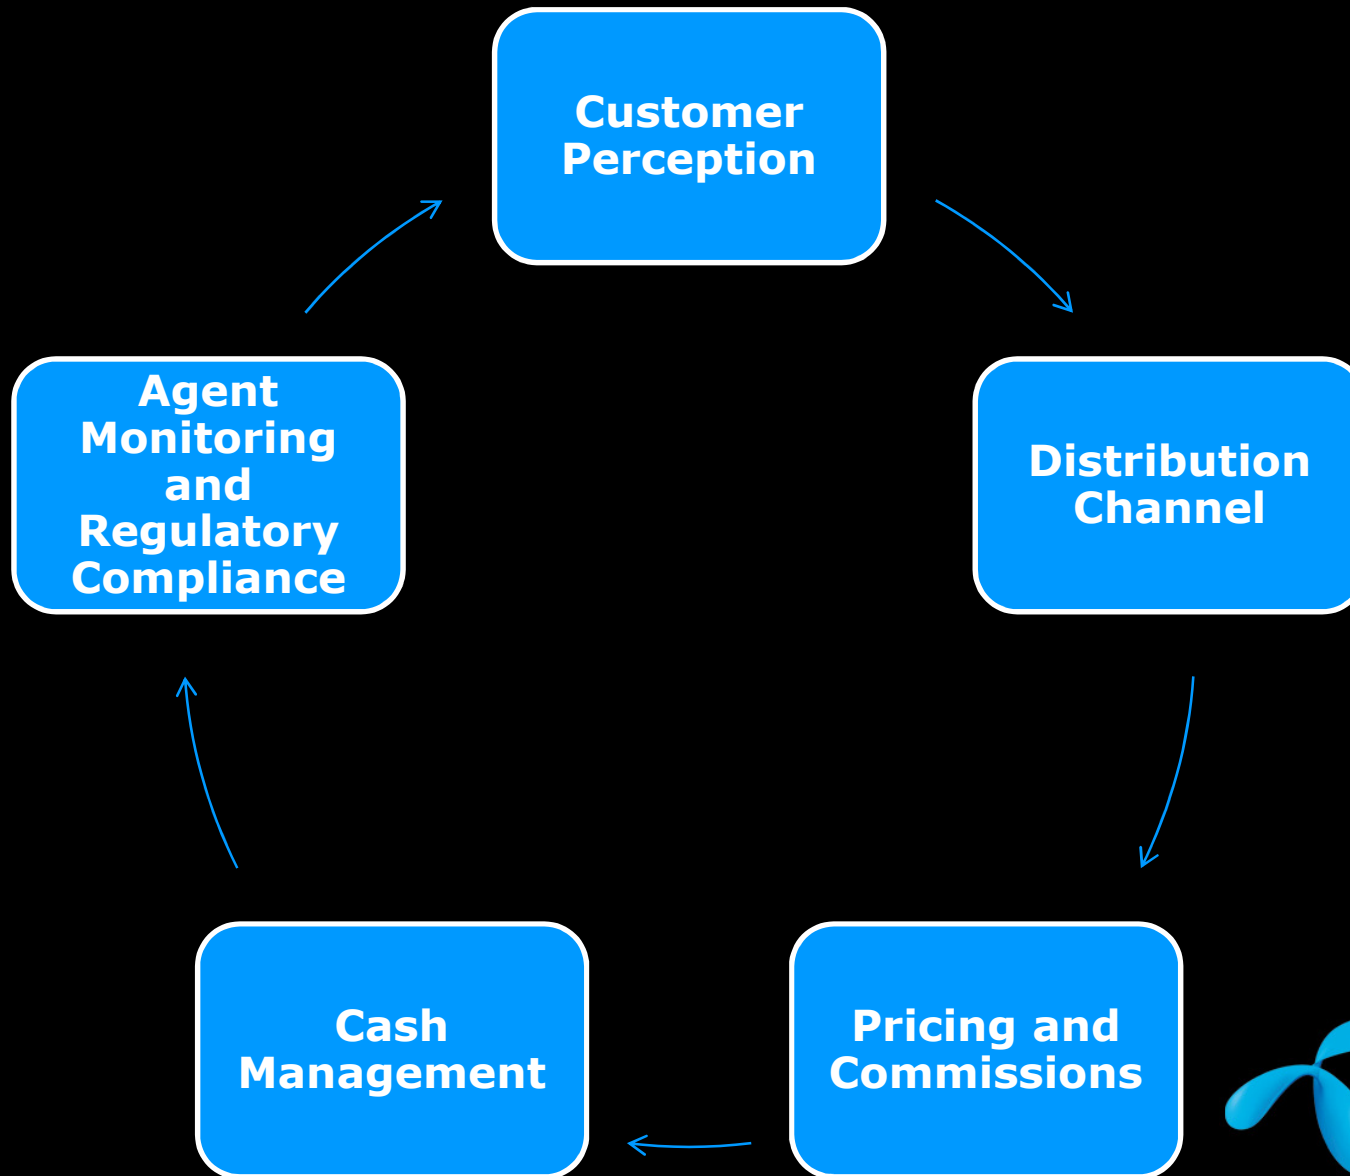 Customer
Perception
Distribution
Channel
Pricing and
Commissions
Cash
Management
Agent
Monitoring
and
Regulatory
Compliance